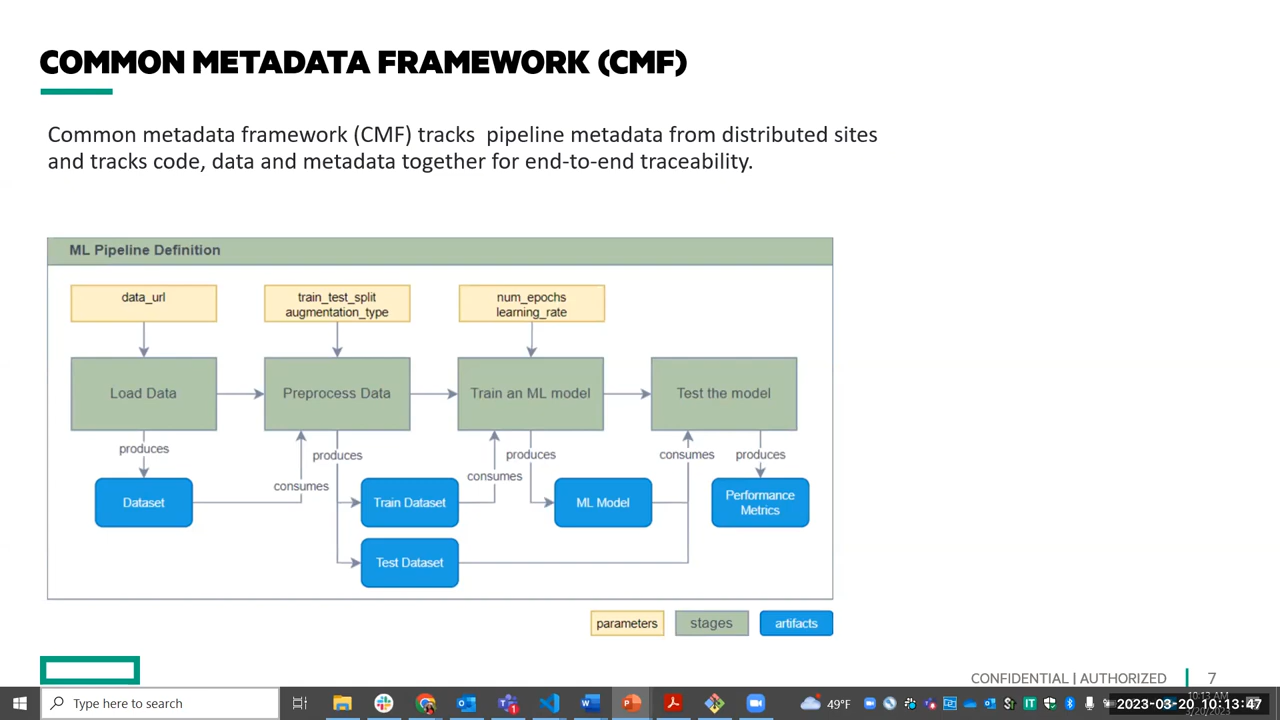 COMMON METADATA FRAMEWORK (CMF)
Common metadata framework (CMF) tracks pipeline metadata from distributed sites
and tracks code, data and metadata together for end-to-end traceability.
ML Pipeline Definition
data_url
train_test_split
augmentation_type
num_epochs
learning_rate
Load Data
Preprocess Data
Train an ML model
Test the model
produces
produces
produces
consumes
produces
consumes
consumes
Dataset
Train Dataset
ML Model
Performance
Metrics
Test Dataset
parameters
stages
artifacts
CONFIDENTIAL | AUTHORIZED
7
Type here to search
49°F
10:13 AM
2023-03-20 10:13:47